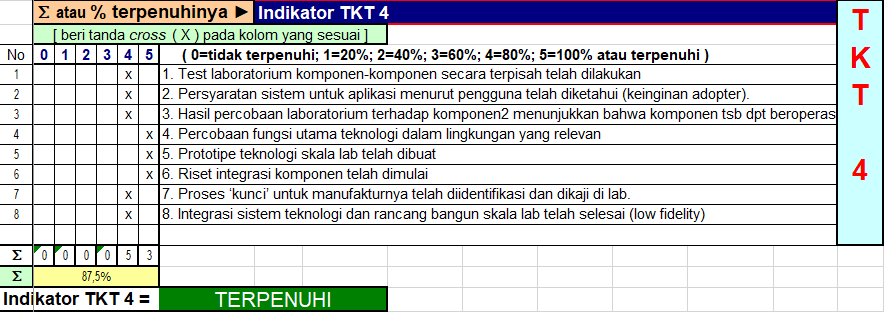 Σ atau % terpenuhinya ► Indikator TKT 4
[ beri tanda cross ( X ) pada kolom yang sesuai ]
No 0 1 2 3 4 5 ( 0=tidak terpenuhi; 1=20%; 2=40%; 3=60%; 4=80%; 5=100% atau terpenuhi )
1 x 1. Test laboratorium komponen-komponen secara terpisah telah dilakukan
2 x 2. Persyaratan sistem untuk aplikasi menurut pengguna telah diketahui (keinginan adopter).
3 x 3. Hasil percobaan laboratorium terhadap komponen2 menunjukkan bahwa komponen tsb dpt beroperas
4 x 4. Percobaan fungsi utama teknologi dalam lingkungan yang relevan
5 x 5. Prototipe teknologi skala lab telah dibuat
6 x 6. Riset integrasi komponen telah dimulai
7 x 7. Proses ‘kunci’ untuk manufakturnya telah diidentifikasi dan dikaji di lab.
8 x 8. Integrasi sistem teknologi dan rancang bangun skala lab telah selesai (low fidelity)
Σ 0 0 0 0 5 3
Σ 87,5%
Indikator TKT 4 = TERPENUHI
T
K
T
4